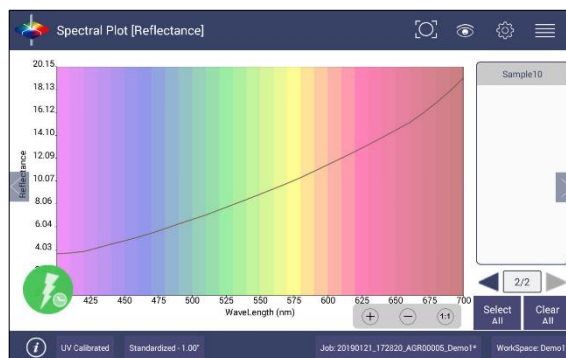 Spectral Plot [Reflectance]
20.15
18.13
16.12
14.10
12.09
10.07
8.06
6.04
4.03
Reflectance
425 450 475 500 525 550 575 600 625 650 675 700
WaveLength (nm)
1:1
Sample10
2/2
Select All
Clear All
i
UV Calibrated
Standardized - 1.00"
Job: 20190121_172820_AGR00005_Demo1*
WorkSpace: Demo1